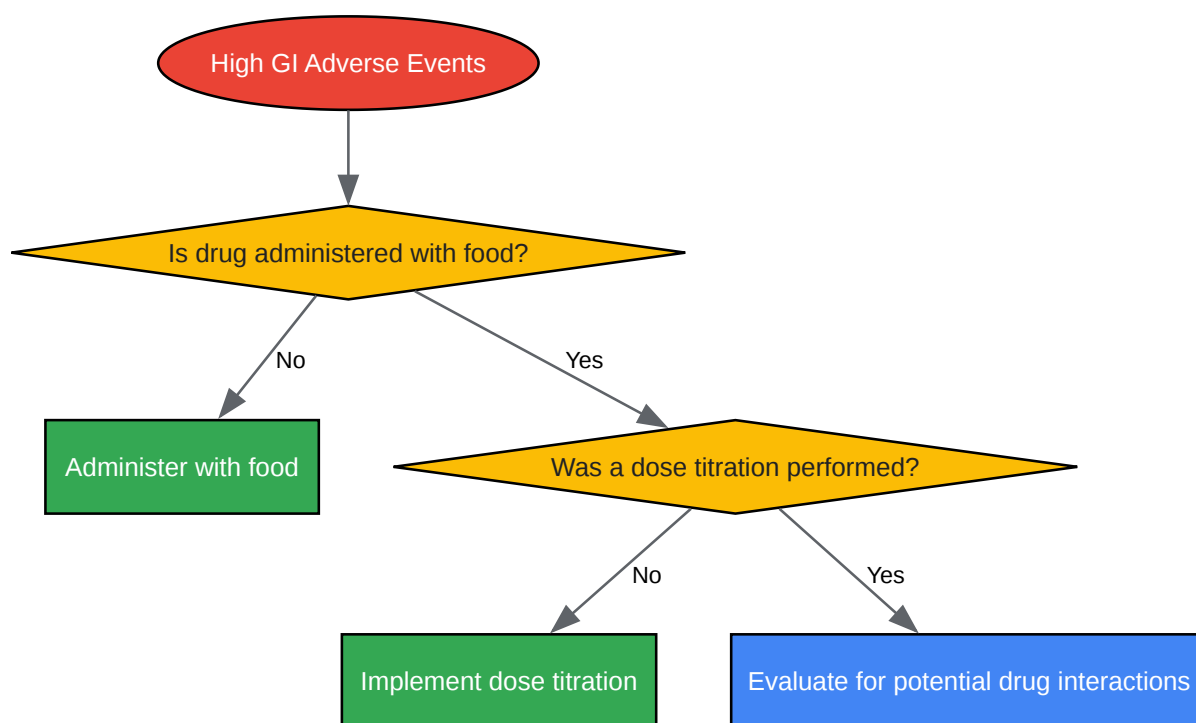 High GI Adverse Events
Is drug administered with food?
No
Yes
Administer with food
Was a dose titration performed?
No
Yes
Implement dose titration
Evaluate for potential drug interactions